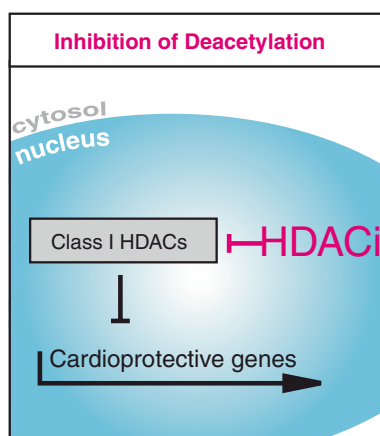 Inhibition of Deacetylation
cytosol
nucleus
Class I HDACs
HDACi
Cardioprotective genes